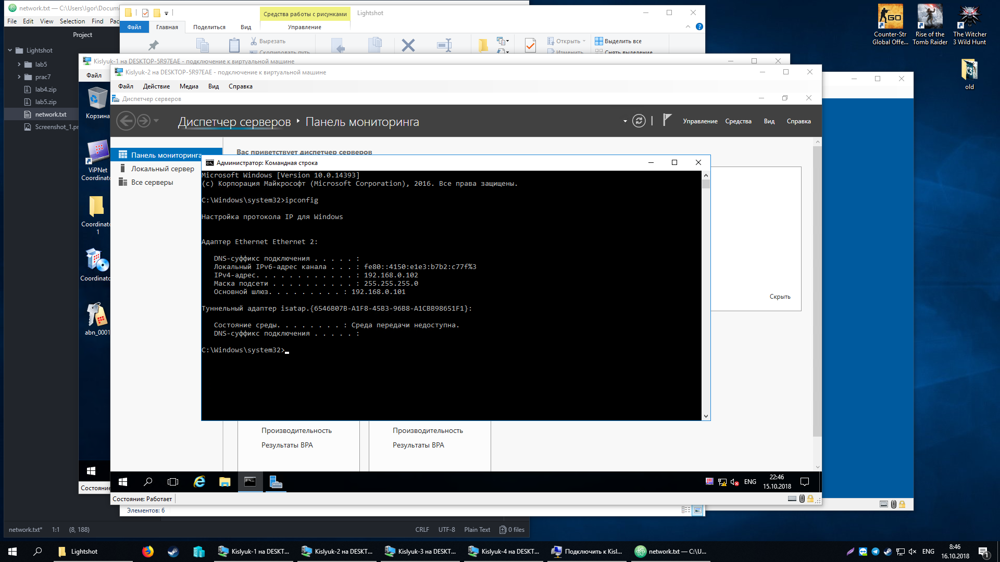 network.txt — C:\Users\Igor\Docume
File Edit View Selection Find Pac
Project
Lightshot
lab5
prac7
lab4.zip
lab5.zip
network.txt
Screenshot_1.pr
Средства работы с рисунками
Lightshot
Файл
Главная
Поделиться
Вид
Управление
Вырезать
Скопировать путь
Открыть
Изменить
Выделить все
Снять выделение
Counter-Str
Global Offe...
Rise of the
Tomb Raider
The Witcher
3 Wild Hunt
old
Kislyuk-1 на DESKTOP-5R97EAE - подключение к виртуальной машине
Файл
Корзина
ViPNet
Coordinato
Coordinato
1
Coordinato
abn_0001
Состояние
Kislyuk-2 на DESKTOP-5R97EAE - подключение к виртуальной машине
Файл Действие Медиа Вид Справка
Диспетчер серверов
Диспетчер серверов Панель мониторинга
Управление Средства Вид Справка
Панель мониторинга
Локальный сервер
Все серверы
Вас приветствует диспетчер серверов
Администратор: Командная строка
Microsoft Windows [Version 10.0.14393]
(c) Корпорация Майкрософт (Microsoft Corporation), 2016. Все права защищены.
C:\Windows\system32>ipconfig
Настройка протокола IP для Windows
Адаптер Ethernet Ethernet 2:
DNS-суффикс подключения . . . . . :
Локальный IPv6-адрес канала . . . : fe80::4150:e1e3:b7b2:c77f%3
IPv4-адрес. . . . . . . . . . . . : 192.168.0.102
Маска подсети . . . . . . . . . . : 255.255.255.0
Основной шлюз. . . . . . . . . : 192.168.0.101
Туннельный адаптер isatap.{6546B07B-A1F8-45B3-96B8-A1CBB98651F1}:
Состояние среды. . . . . . . . : Среда передачи недоступна.
DNS-суффикс подключения . . . . . :
C:\Windows\system32>
Скрыть
Производительность
Результаты BPA
Производительность
Результаты BPA
ENG
22:46
15.10.2018
Состояние: Работает
Элементов: 6
network.txt* 1:1 (8, 188)
CRLF UTF-8 Plain Text 0 files
Lightshot
Kislyuk-1 на DESKT...
Kislyuk-2 на DESKT...
Kislyuk-3 на DESKT...
Kislyuk-4 на DESKT...
Подключить к Kisl...
network.txt — C:\U...
ENG
8:46
16.10.2018
1